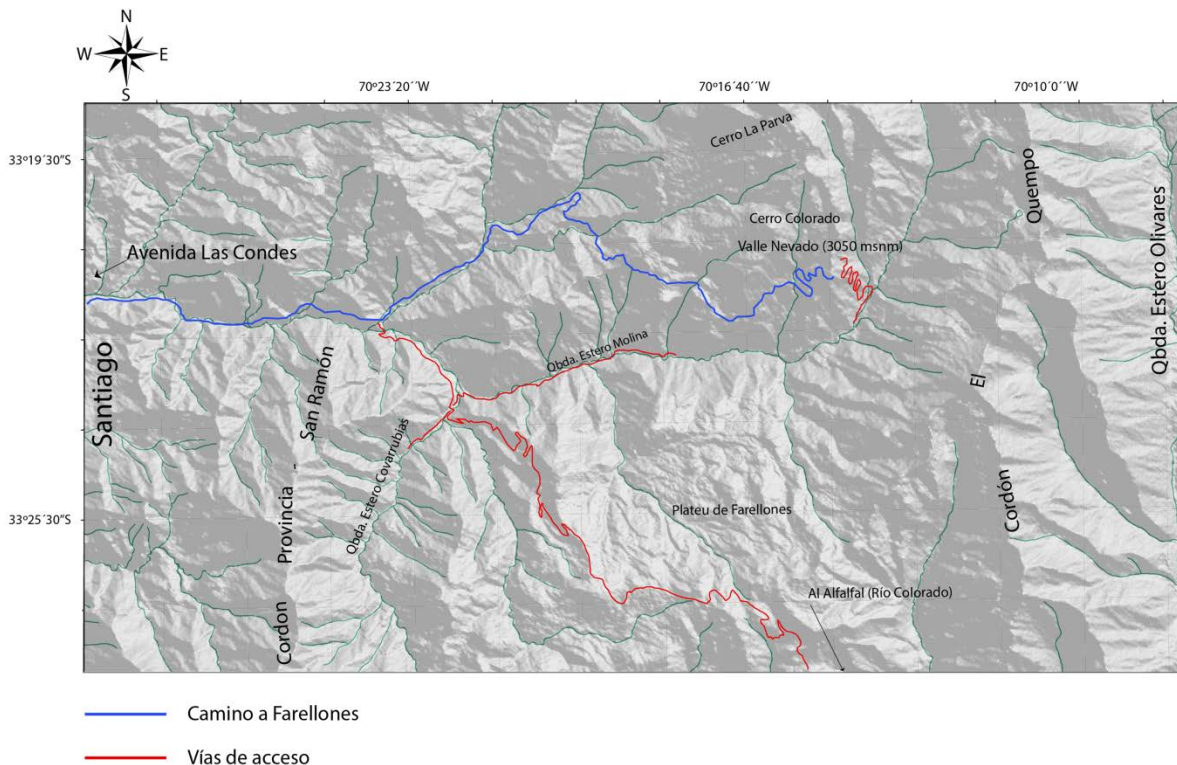 N
W E
S
70º23´20´´W
70º16´40´´W
70º10´0´´W
33º19´30´´S
33º25´30´´S
Cerro La Parva
Quempo
Qbda. Estero Olivares
Cerro Colorado
Valle Nevado (3050 msnm)
Avenida Las Condes
Santiago
San Ramón
Qbda. Estero Molina
El
Qbda. Estero Covarrubias
Provincia -
Plateu de Farellones
Cordón
Al Alfalfal (Río Colorado)
Cordon
Camino a Farellones
Vías de acceso